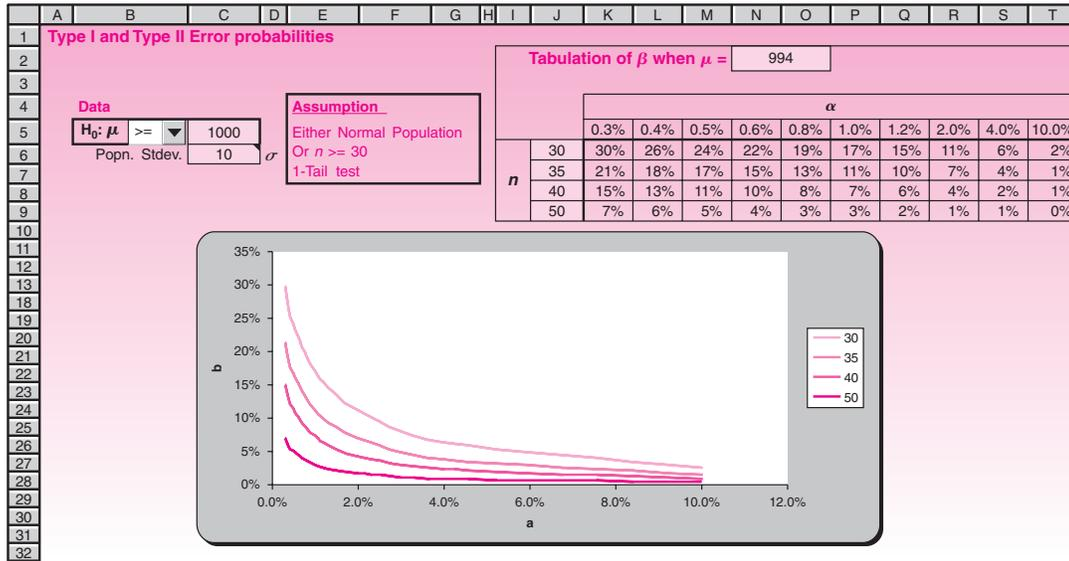 A B C D E F G H I J K L M N O P Q R S T
1 Type I and Type II Error probabilities
2 Tabulation of β when μ = 994
3
4 Data Assumption α
5 H₀: μ >= 1000 Either Normal Population 0.3% 0.4% 0.5% 0.6% 0.8% 1.0% 1.2% 2.0% 4.0% 10.0%
6 Popn. Stdev. 10 σ Or n >= 30 30 30% 26% 24% 22% 19% 17% 15% 11% 6% 2%
7 1-Tail test n 35 21% 18% 17% 15% 13% 11% 10% 7% 4% 1%
8 40 15% 13% 11% 10% 8% 7% 6% 4% 2% 1%
9 50 7% 6% 5% 4% 3% 3% 2% 1% 1% 0%
10
11 35%
12
13 30%
18
19 25%
20
21 20%
22 b
23 15%
24
25 10%
26
27 5%
28 0%
29 0.0% 2.0% 4.0% 6.0% 8.0% 10.0% 12.0%
30
31 a
32
30
35
40
50